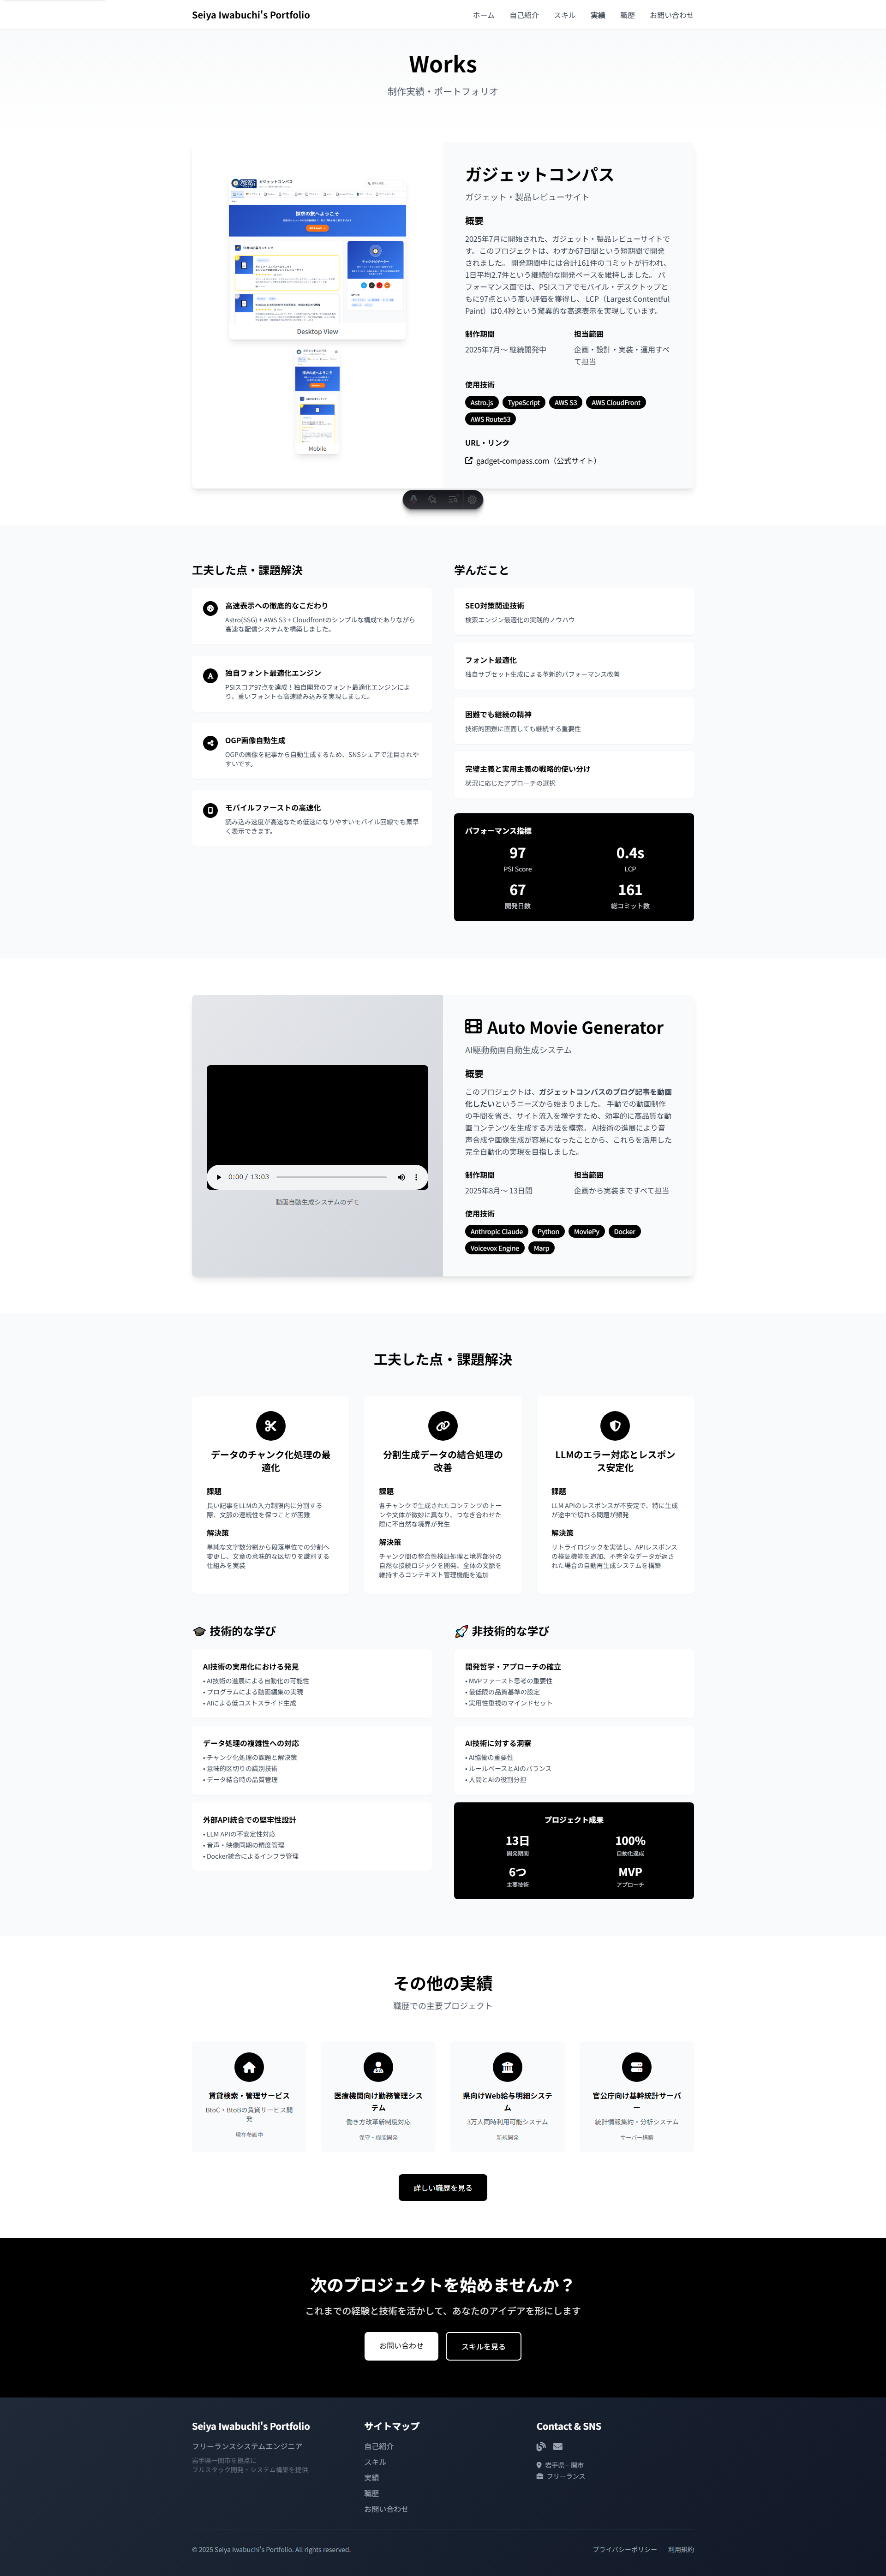 Seiya Iwabuchi's Portfolio
ホーム
自己紹介
スキル
実績
職歴
お問い合わせ
Works
制作実績・ポートフォリオ
ガジェットコンパス
探求の旅へようこそ
Desktop View
Mobile
ガジェットコンパス
ガジェット・製品レビューサイト
概要
2025年7月に開始された、ガジェット・製品レビューサイトで
す。このプロジェクトは、わずか67日間という短期間で開発
されました。 開発期間中には合計161件のコミットが行われ、
1日平均2.7件という継続的な開発ペースを維持しました。 パ
フォーマンス面では、PSIスコアでモバイル・デスクトップと
もに97点という高い評価を獲得し、 LCP（Largest Contentful
Paint）は0.4秒という驚異的な高速表示を実現しています。
制作期間
2025年7月〜 継続開発中
担当範囲
企画・設計・実装・運用すべ
て担当
使用技術
Astro.js
TypeScript
AWS S3
AWS CloudFront
AWS Route53
URL・リンク
gadget-compass.com（公式サイト）
工夫した点・課題解決
高速表示への徹底的なこだわり
Astro(SSG) + AWS S3 + Cloudfrontのシンプルな構成でありながら
高速な配信システムを構築しました。
独自フォント最適化エンジン
PSIスコア97点を達成！独自開発のフォント最適化エンジンによ
り、重いフォントも高速読み込みを実現しました。
OGP画像自動生成
OGPの画像を記事から自動生成するため、SNSシェアで注目されや
すいです。
モバイルファーストの高速化
読み込み速度が高速なため低速になりやすいモバイル回線でも素早
く表示できます。
学んだこと
SEO対策関連技術
検索エンジン最適化の実践的ノウハウ
フォント最適化
独自サブセット生成による革新的パフォーマンス改善
困難でも継続の精神
技術的困難に直面しても継続する重要性
完璧主義と実用主義の戦略的使い分け
状況に応じたアプローチの選択
パフォーマンス指標
97
PSI Score
0.4s
LCP
67
開発日数
161
総コミット数
0:00 / 13:03
動画自動生成システムのデモ
Auto Movie Generator
AI駆動動画自動生成システム
概要
このプロジェクトは、ガジェットコンパスのブログ記事を動画
化したいというニーズから始まりました。 手動での動画制作
の手間を省き、サイト流入を増やすため、効率的に高品質な動
画コンテンツを生成する方法を模索。 AI技術の進展により音
声合成や画像生成が容易になったことから、これらを活用した
完全自動化の実現を目指しました。
制作期間
2025年8月〜 13日間
担当範囲
企画から実装まですべて担当
使用技術
Anthropic Claude
Python
MoviePy
Docker
Voicevox Engine
Marp
工夫した点・課題解決
データのチャンク化処理の最
適化
課題
長い記事をLLMの入力制限内に分割する
際、文脈の連続性を保つことが困難
解決策
単純な文字数分割から段落単位での分割へ
変更し、文章の意味的な区切りを識別する
仕組みを実装
分割生成データの結合処理の
改善
課題
各チャンクで生成されたコンテンツのトー
ンや文体が微妙に異なり、つなぎ合わせた
際に不自然な境界が発生
解決策
チャンク間の整合性検証処理と境界部分の
自然な接続ロジックを開発、全体の文脈を
維持するコンテキスト管理機能を追加
LLMのエラー対応とレスポン
ス安定化
課題
LLM APIのレスポンスが不安定で、特に生成
が途中で切れる問題が頻発
解決策
リトライロジックを実装し、APIレスポンス
の検証機能を追加、不完全なデータが返さ
れた場合の自動再生成システムを構築
🎓 技術的な学び
AI技術の実用化における発見
• AI技術の進展による自動化の可能性
• プログラムによる動画編集の実現
• AIによる低コストスライド生成
データ処理の複雑性への対応
• チャンク化処理の課題と解決策
• 意味的区切りの識別技術
• データ結合時の品質管理
外部API統合での堅牢性設計
• LLM APIの不安定性対応
• 音声・映像同期の精度管理
• Docker統合によるインフラ管理
🚀 非技術的な学び
開発哲学・アプローチの確立
• MVPファースト思考の重要性
• 最低限の品質基準の設定
• 実用性重視のマインドセット
AI技術に対する洞察
• AI協働の重要性
• ルールベースとAIのバランス
• 人間とAIの役割分担
プロジェクト成果
13日
開発期間
100%
自動化達成
6つ
主要技術
MVP
アプローチ
その他の実績
職歴での主要プロジェクト
賃貸検索・管理サービス
BtoC・BtoBの賃貸サービス開
発
現在参画中
医療機関向け勤務管理シス
テム
働き方改革新制度対応
保守・機能開発
県向けWeb給与明細システ
ム
3万人同時利用可能システム
新規開発
官公庁向け基幹統計サーバ
ー
統計情報集約・分析システム
サーバー構築
詳しい職歴を見る
次のプロジェクトを始めませんか？
これまでの経験と技術を活かして、あなたのアイデアを形にします
お問い合わせ
スキルを見る
Seiya Iwabuchi's Portfolio
フリーランスシステムエンジニア
岩手県一関市を拠点に
フルスタック開発・システム構築を提供
サイトマップ
自己紹介
スキル
実績
職歴
お問い合わせ
Contact & SNS
岩手県一関市
フリーランス
© 2025 Seiya Iwabuchi's Portfolio. All rights reserved.
プライバシーポリシー
利用規約